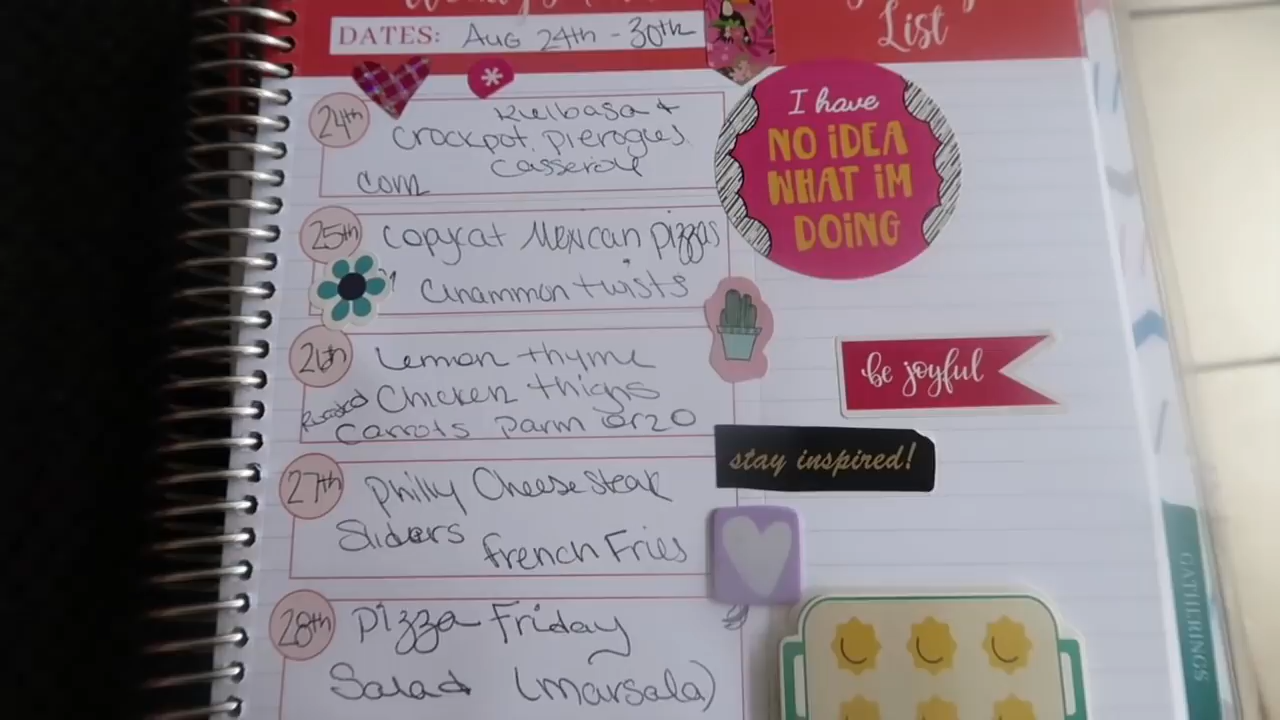 List
DATES: Aug 24th - 30th
24th
Kielbasa +
Crockpot Pierogies
Casserole
corn
25th
Copycat Mexican pizzas
Cinammon twists
26th
Lemon thyme
Chicken thighs
Roasted
Carrots Parm orzo
27th
Philly Cheese steak
Sliders
french Fries
28th
Pizza Friday
Salad (marsala)
I have
NO IDEA
WHAT IM
DOING
be joyful
stay inspired!
GATHERINGS